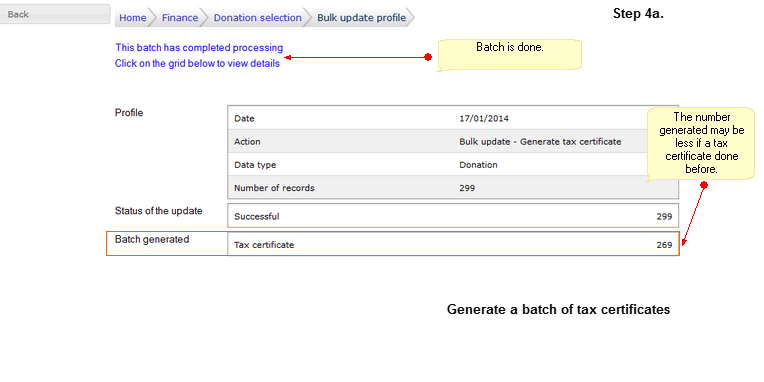 Back
Home Finance Donation selection Bulk update profile
Step 4a.
This batch has completed processing
Click on the grid below to view details
Batch is done.
Profile
Date 17/01/2014
Action Bulk update - Generate tax certificate
Data type Donation
Number of records 299
The number
generated may be
less if a tax
certificate done
before.
Status of the update
Successful 299
Batch generated
Tax certificate 269
Generate a batch of tax certificates